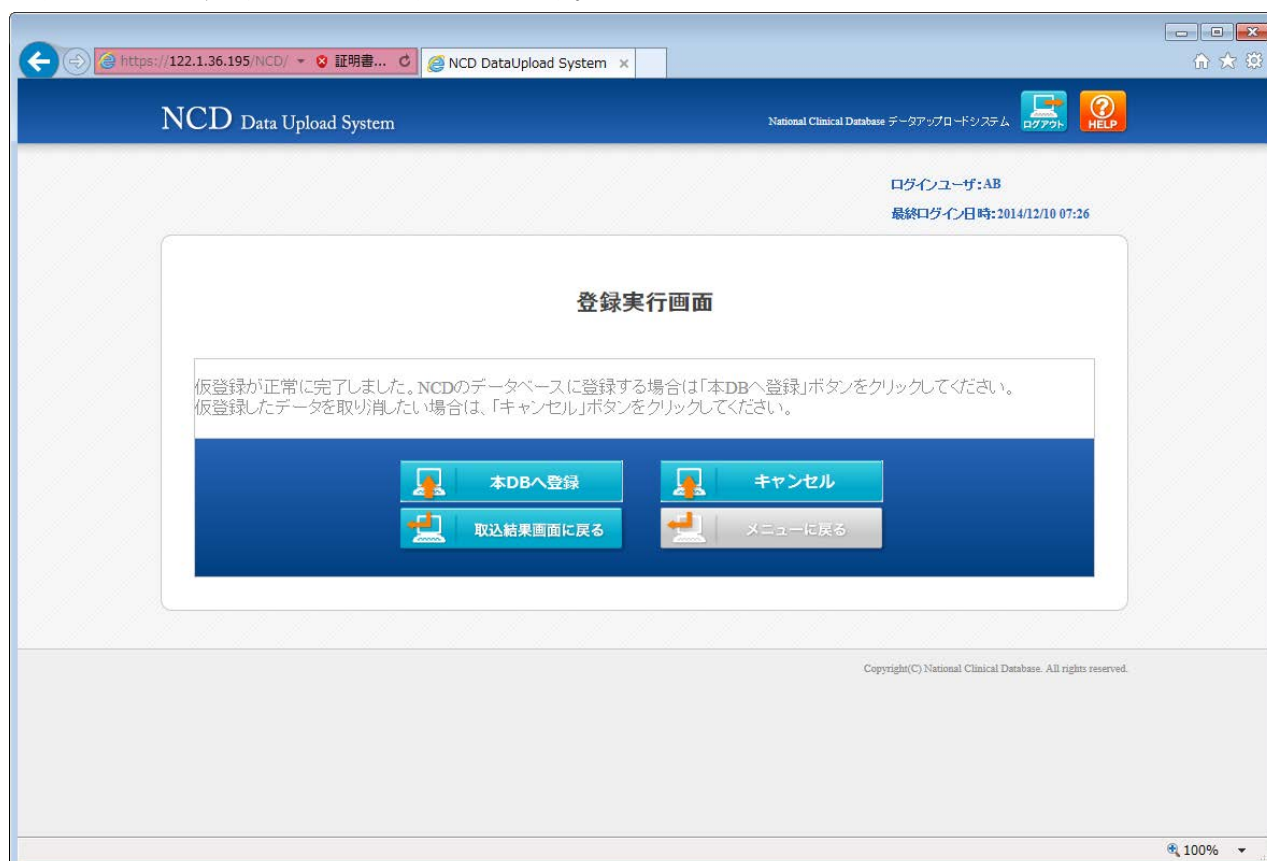 https://122.1.36.195/NCD/ 証明書... NCD DataUpload System
NCD Data Upload System
National Clinical Database データアップロードシステム
ログアウト
HELP
ログインユーザ:AB
最終ログイン日時:2014/12/10 07:26
登録実行画面
仮登録が正常に完了しました。NCDのデータベースに登録する場合は「本DBへ登録」ボタンをクリックしてください。
仮登録したデータを取り消したい場合は、「キャンセル」ボタンをクリックしてください。
本DBへ登録
キャンセル
取込結果画面に戻る
メニューに戻る
Copyright(C) National Clinical Database. All rights reserved.
100%